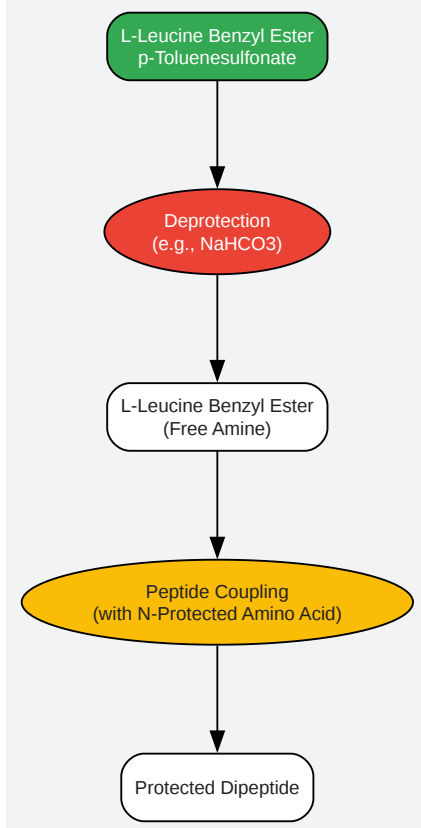 L-Leucine Benzyl Ester
p-Toluenesulfonate
Deprotection
(e.g., NaHCO3)
L-Leucine Benzyl Ester
(Free Amine)
Peptide Coupling
(with N-Protected Amino Acid)
Protected Dipeptide